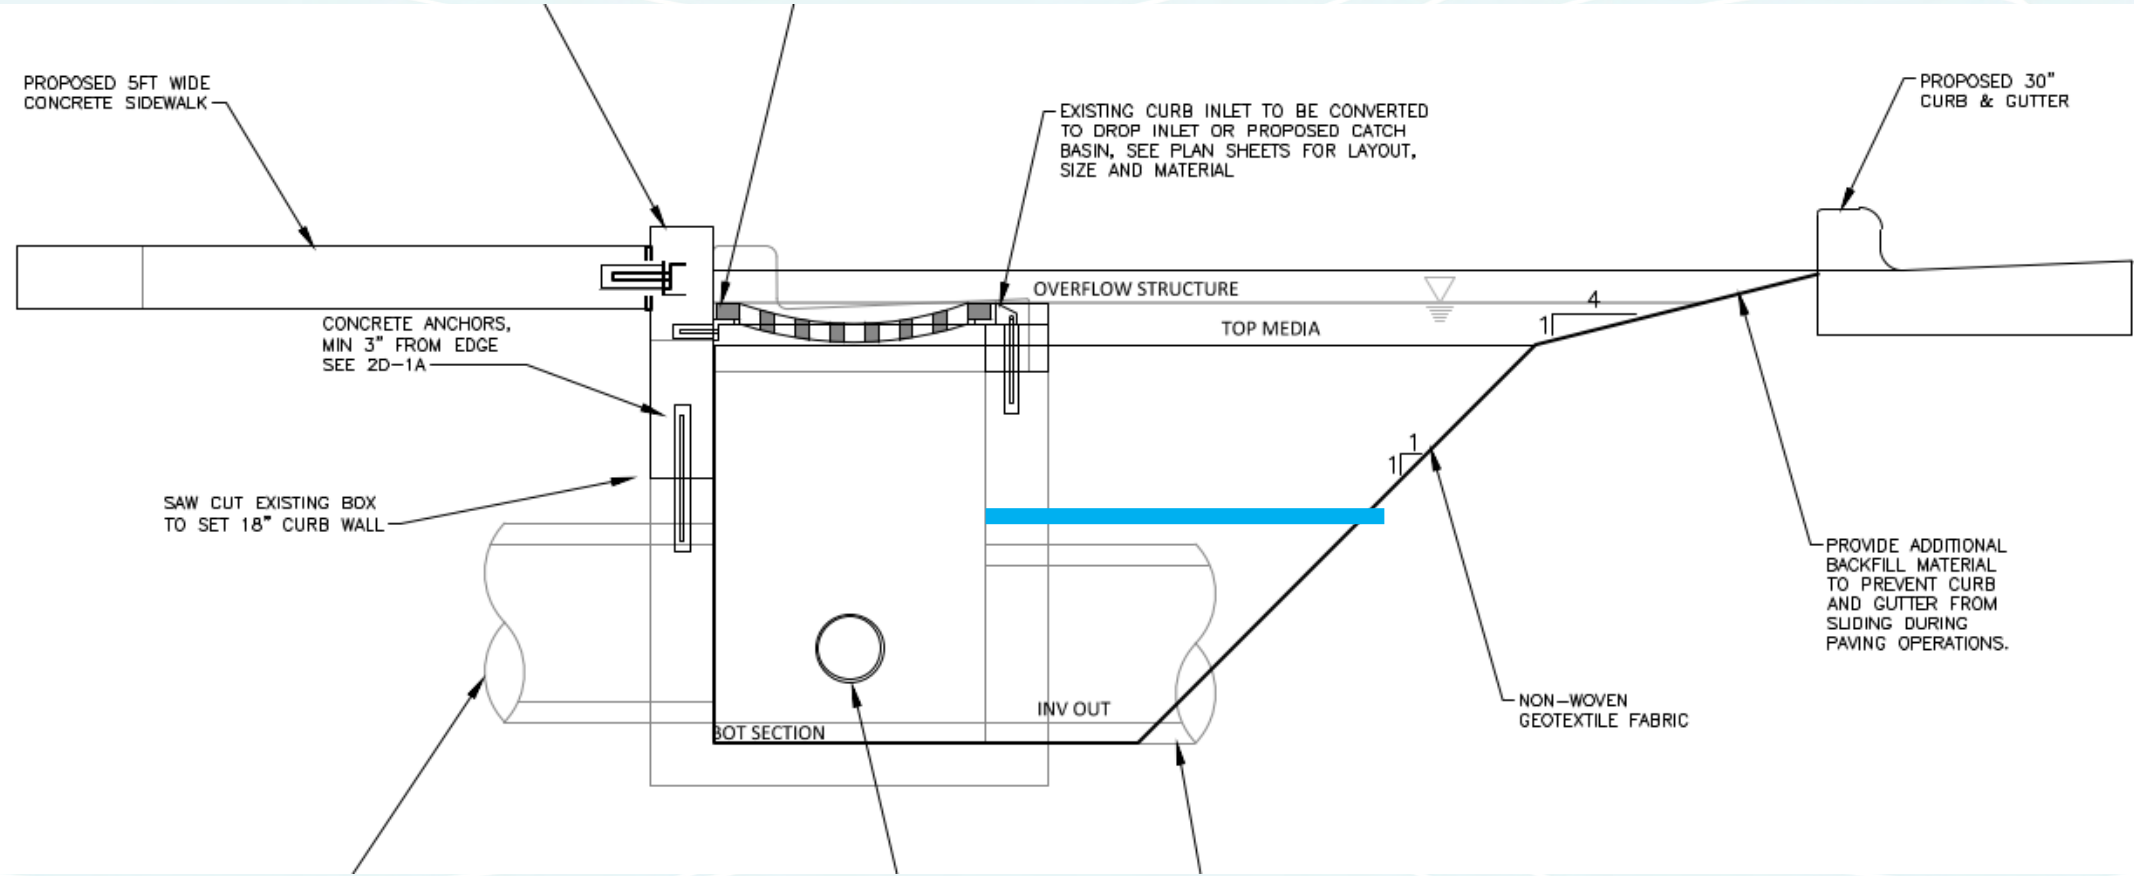 PROPOSED 5FT WIDE
CONCRETE SIDEWALK
PROPOSED 30"
CURB & GUTTER
EXISTING CURB INLET TO BE CONVERTED
TO DROP INLET OR PROPOSED CATCH
BASIN, SEE PLAN SHEETS FOR LAYOUT,
SIZE AND MATERIAL
OVERFLOW STRUCTURE
4
1
TOP MEDIA
CONCRETE ANCHORS,
MIN 3" FROM EDGE
SEE 2D-1A
1
1
SAW CUT EXISTING BOX
TO SET 18" CURB WALL
PROVIDE ADDITIONAL
BACKFILL MATERIAL
TO PREVENT CURB
AND GUTTER FROM
SLIDING DURING
PAVING OPERATIONS.
NON-WOVEN
GEOTEXTILE FABRIC
INV OUT
BOT SECTION